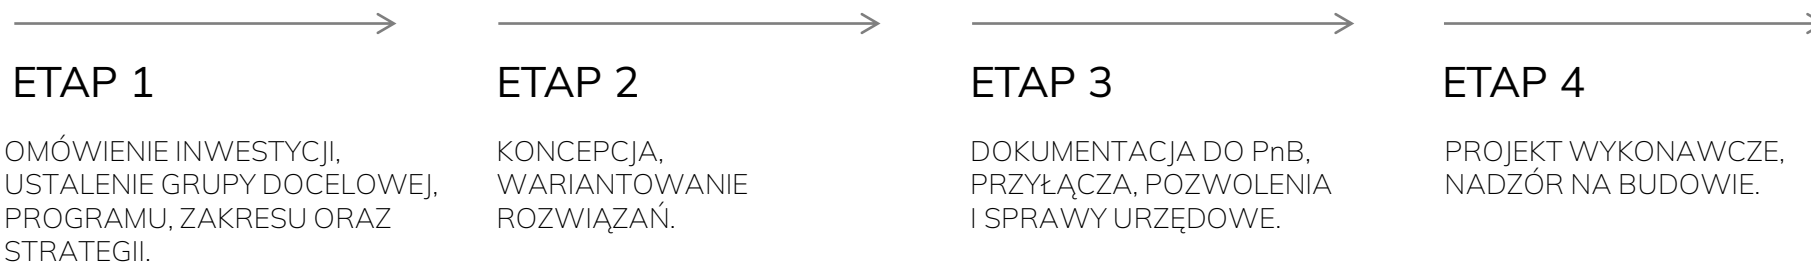 ETAP 1
OMÓWIENIE INWESTYCJI,
USTALENIE GRUPY DOCELOWEJ,
PROGRAMU, ZAKRESU ORAZ
STRATEGII.
ETAP 2
KONCEPCJA,
WARIANTOWANIE
ROZWIĄZAŃ.
ETAP 3
DOKUMENTACJA DO PnB,
PRZYŁĄCZA, POZWOLENIA
I SPRAWY URZĘDOWE.
ETAP 4
PROJEKT WYKONAWCZE,
NADZÓR NA BUDOWIE.